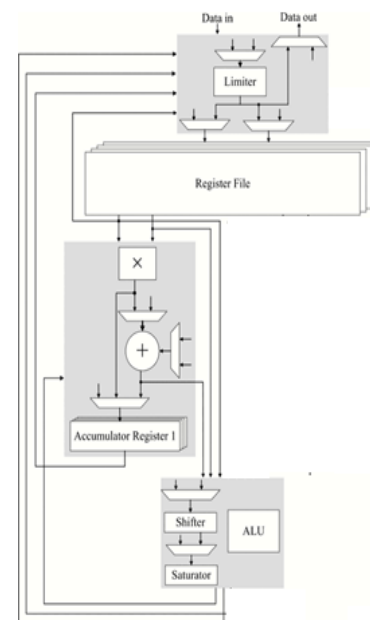 Data in Data out
Limiter
Register File
×
+
Accumulator Register 1
Shifter
ALU
Saturator